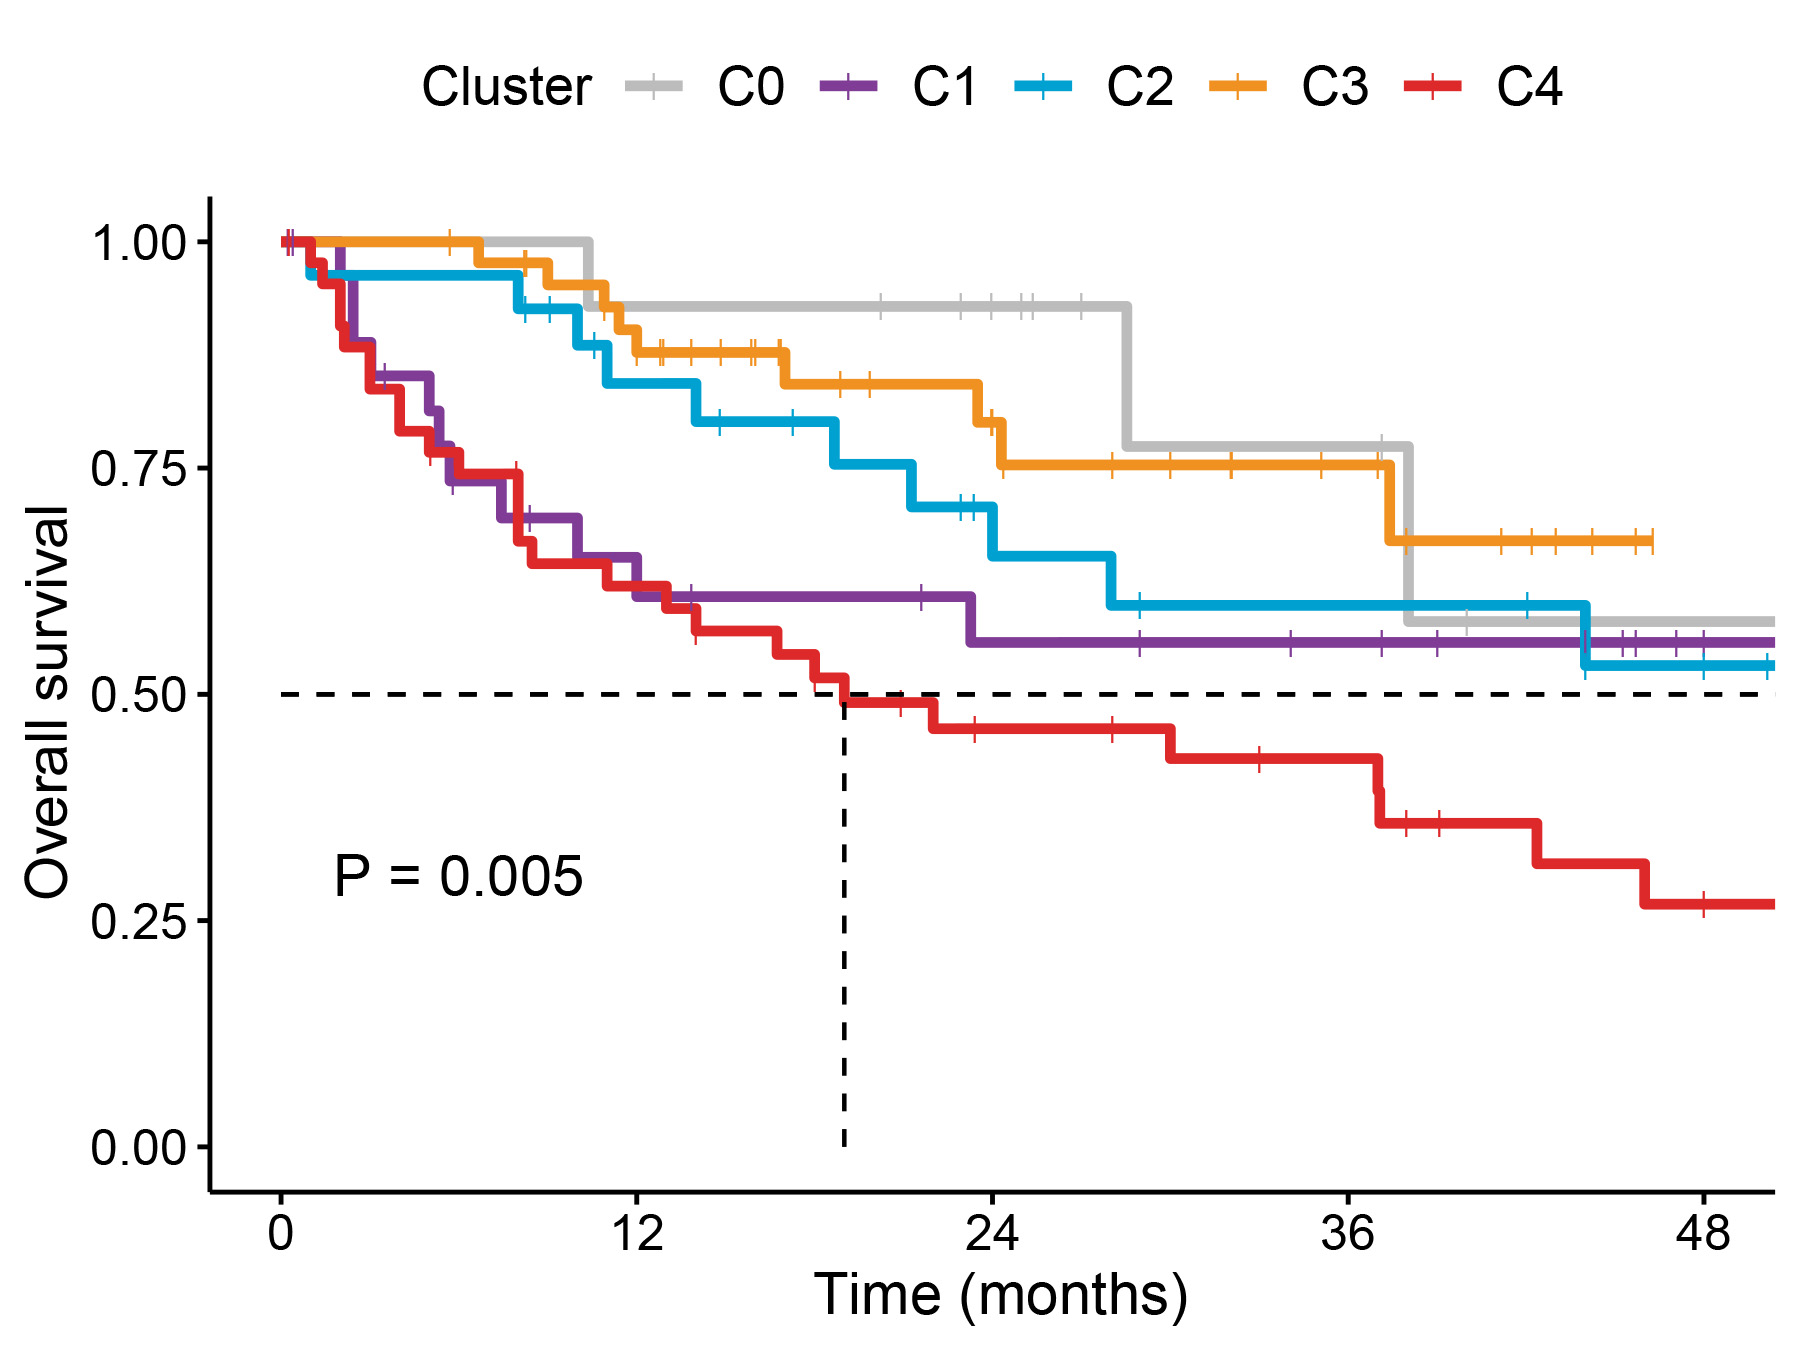 Cluster C0 C1 C2 C3 C4
Overall survival
1.00
0.75
0.50
0.25
0.00
P = 0.005
0 12 24 36 48
Time (months)